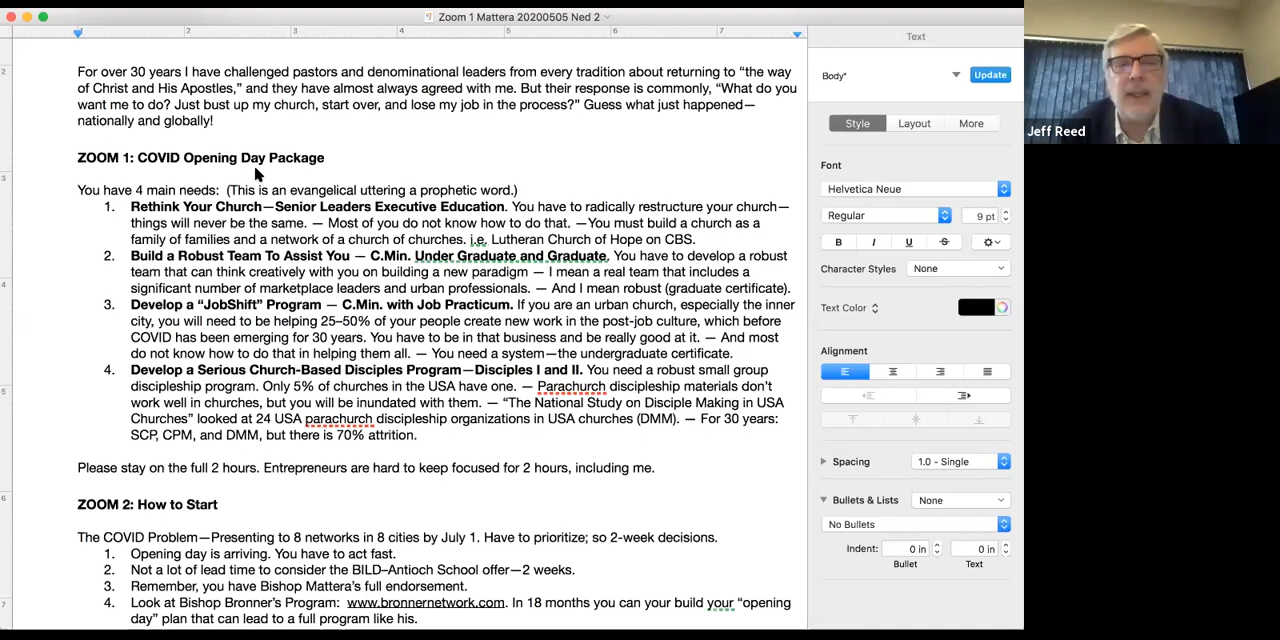 Zoom 1 Mattera 20200505 Ned 2
2 3 4 5 6 7
2
3
4
5
6
7
For over 30 years I have challenged pastors and denominational leaders from every tradition about returning to “the way
of Christ and His Apostles,” and they have almost always agreed with me. But their response is commonly, “What do you
want me to do? Just bust up my church, start over, and lose my job in the process?” Guess what just happened—
nationally and globally!
ZOOM 1: COVID Opening Day Package
You have 4 main needs:  (This is an evangelical uttering a prophetic word.)
1. Rethink Your Church—Senior Leaders Executive Education. You have to radically restructure your church—
things will never be the same. — Most of you do not know how to do that. —You must build a church as a
family of families and a network of a church of churches. i.e. Lutheran Church of Hope on CBS.
2. Build a Robust Team To Assist You — C.Min. Under Graduate and Graduate. You have to develop a robust
team that can think creatively with you on building a new paradigm — I mean a real team that includes a
significant number of marketplace leaders and urban professionals. — And I mean robust (graduate certificate).
3. Develop a “JobShift” Program — C.Min. with Job Practicum. If you are an urban church, especially the inner
city, you will need to be helping 25–50% of your people create new work in the post-job culture, which before
COVID has been emerging for 30 years. You have to be in that business and be really good at it. — And most
do not know how to do that in helping them all. — You need a system—the undergraduate certificate.
4. Develop a Serious Church-Based Disciples Program—Disciples I and II. You need a robust small group
discipleship program. Only 5% of churches in the USA have one. — Parachurch discipleship materials don’t
work well in churches, but you will be inundated with them. — “The National Study on Disciple Making in USA
Churches” looked at 24 USA parachurch discipleship organizations in USA churches (DMM). — For 30 years:
SCP, CPM, and DMM, but there is 70% attrition.
Please stay on the full 2 hours. Entrepreneurs are hard to keep focused for 2 hours, including me.
ZOOM 2: How to Start
The COVID Problem—Presenting to 8 networks in 8 cities by July 1. Have to prioritize; so 2-week decisions.
1. Opening day is arriving. You have to act fast.
2. Not a lot of lead time to consider the BILD–Antioch School offer—2 weeks.
3. Remember, you have Bishop Mattera’s full endorsement.
4. Look at Bishop Bronner’s Program:  www.bronnernetwork.com. In 18 months you can your build your “opening
day” plan that can lead to a full program like his.
Text
Body*
Update
Style Layout More
Font
Helvetica Neue
Regular 9 pt
B I U S
Character Styles None
Text Color
Alignment
Spacing 1.0 - Single
Bullets & Lists None
No Bullets
Indent: 0 in 0 in
Bullet Text
Jeff Reed